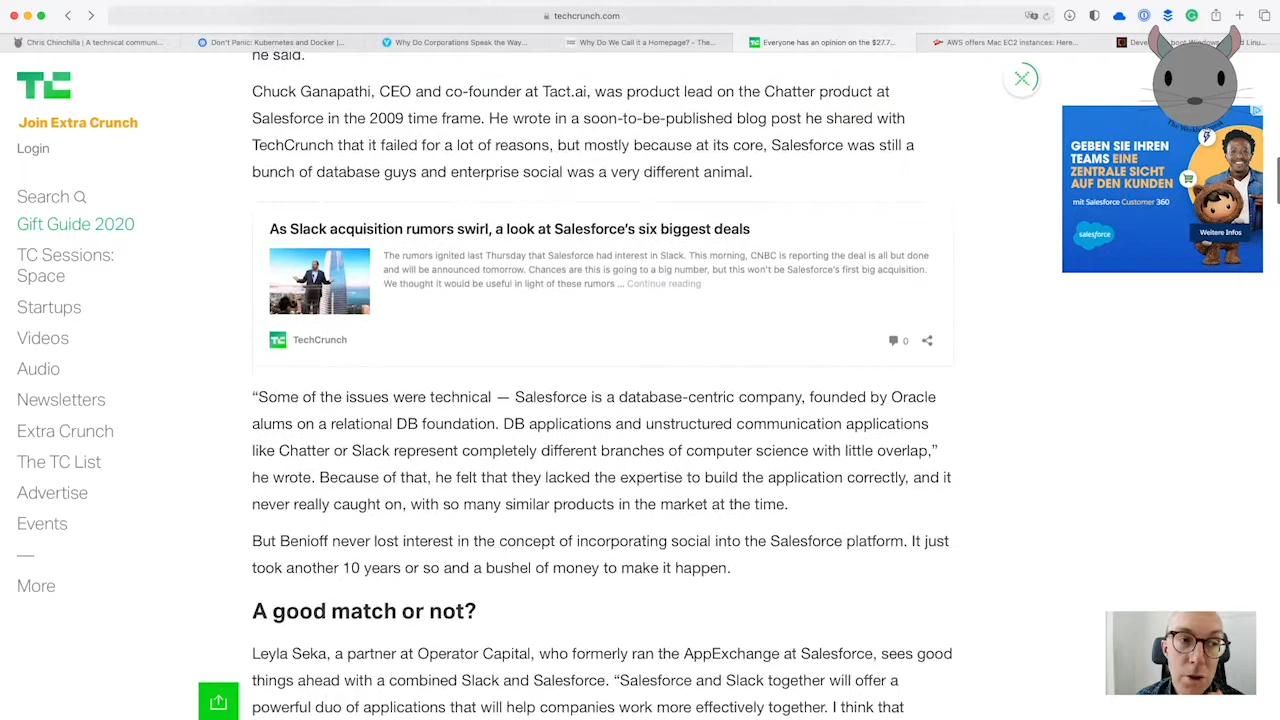 techcrunch.com
Chris Chinchilla | A technical communi...
Don't Panic: Kubernetes and Docker |...
Why Do Corporations Speak the Way...
Why Do We Call it a Homepage? – The...
Everyone has an opinion on the $27.7...
AWS offers Mac EC2 instances: Here...
TC
Join Extra Crunch
Login
Search
Gift Guide 2020
TC Sessions:
Space
Startups
Videos
Audio
Newsletters
Extra Crunch
The TC List
Advertise
Events
More
he said.
Chuck Ganapathi, CEO and co-founder at Tact.ai, was product lead on the Chatter product at
Salesforce in the 2009 time frame. He wrote in a soon-to-be-published blog post he shared with
TechCrunch that it failed for a lot of reasons, but mostly because at its core, Salesforce was still a
bunch of database guys and enterprise social was a very different animal.
As Slack acquisition rumors swirl, a look at Salesforce's six biggest deals
The rumors ignited last Thursday that Salesforce had interest in Slack. This morning, CNBC is reporting the deal is all but done
and will be announced tomorrow. Chances are this is going to a big number, but this won't be Salesforce's first big acquisition.
We thought it would be useful in light of these rumors ... Continue reading
TC TechCrunch
0
“Some of the issues were technical — Salesforce is a database-centric company, founded by Oracle
alums on a relational DB foundation. DB applications and unstructured communication applications
like Chatter or Slack represent completely different branches of computer science with little overlap,”
he wrote. Because of that, he felt that they lacked the expertise to build the application correctly, and it
never really caught on, with so many similar products in the market at the time.
But Benioff never lost interest in the concept of incorporating social into the Salesforce platform. It just
took another 10 years or so and a bushel of money to make it happen.
A good match or not?
Leyla Seka, a partner at Operator Capital, who formerly ran the AppExchange at Salesforce, sees good
things ahead with a combined Slack and Salesforce. “Salesforce and Slack together will offer a
powerful duo of applications that will help companies work more effectively together. I think that
GEBEN SIE IHREN
TEAMS EINE
ZENTRALE SICHT
AUF DEN KUNDEN
mit Salesforce Customer 360
salesforce
Weitere Infos